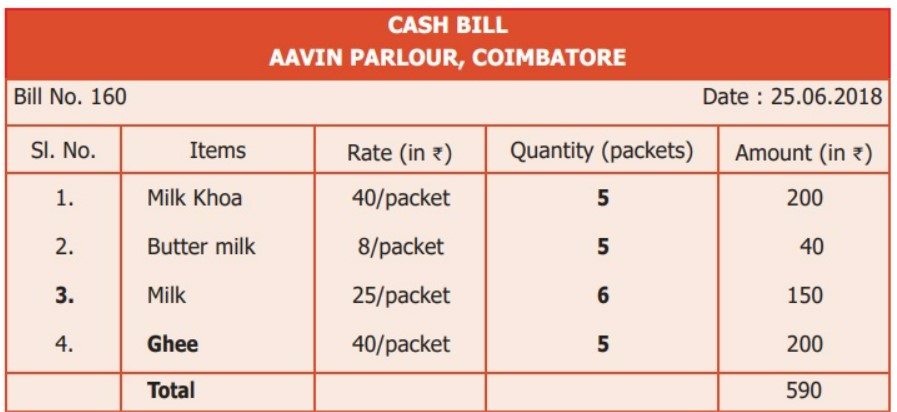 CASH BILL
AAVIN PARLOUR, COIMBATORE
Bill No. 160 Date : 25.06.2018
Sl. No. Items Rate (in ₹) Quantity (packets) Amount (in ₹)
1. Milk Khoa 40/packet 5 200
2. Butter milk 8/packet 5 40
3. Milk 25/packet 6 150
4. Ghee 40/packet 5 200
Total 590